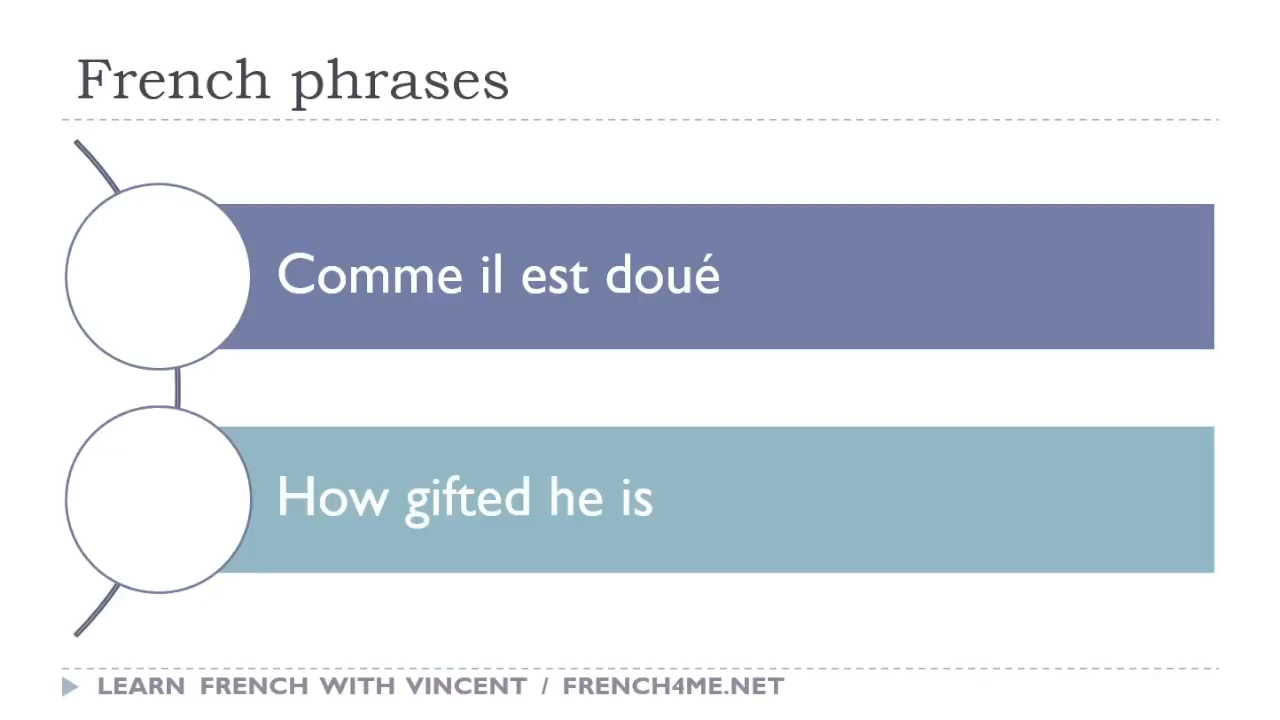 French phrases
Comme il est doué
How gifted he is
LEARN FRENCH WITH VINCENT / FRENCH4ME.NET